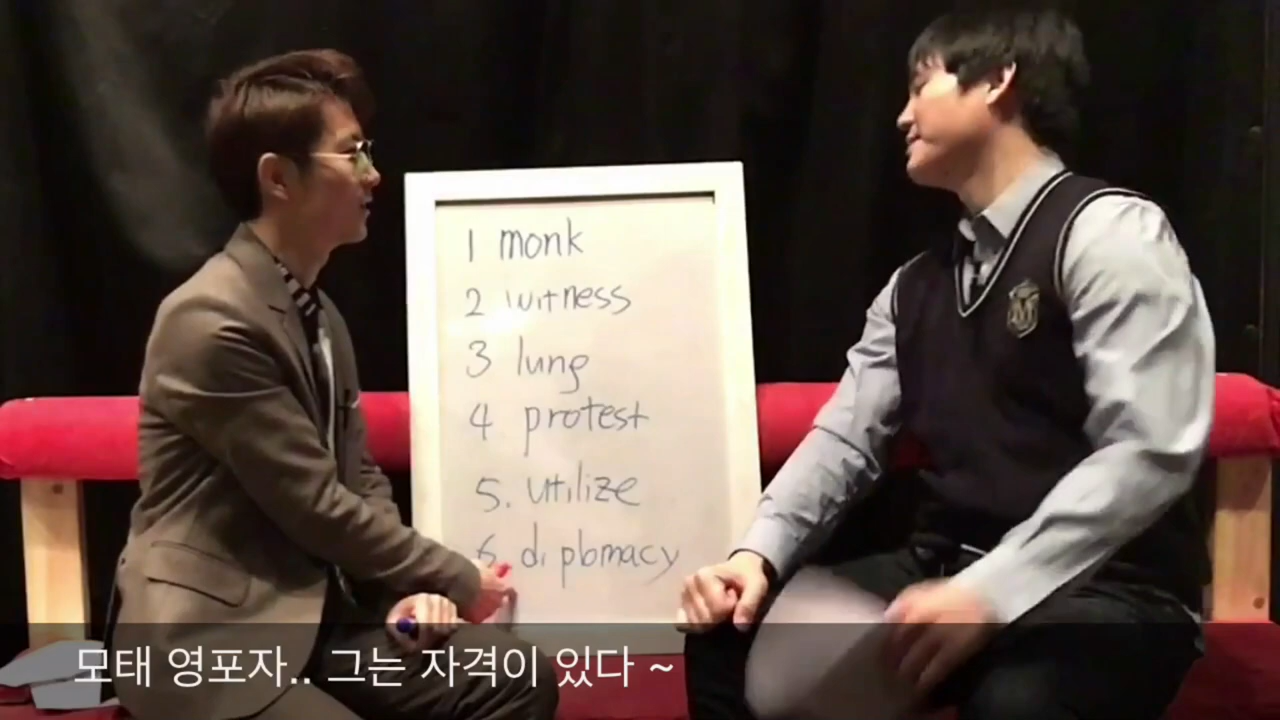 1 monk
2 witness
3 lung
4 protest
5. utilize
6. diplomacy
모태 영포자.. 그는 자격이 있다 ~